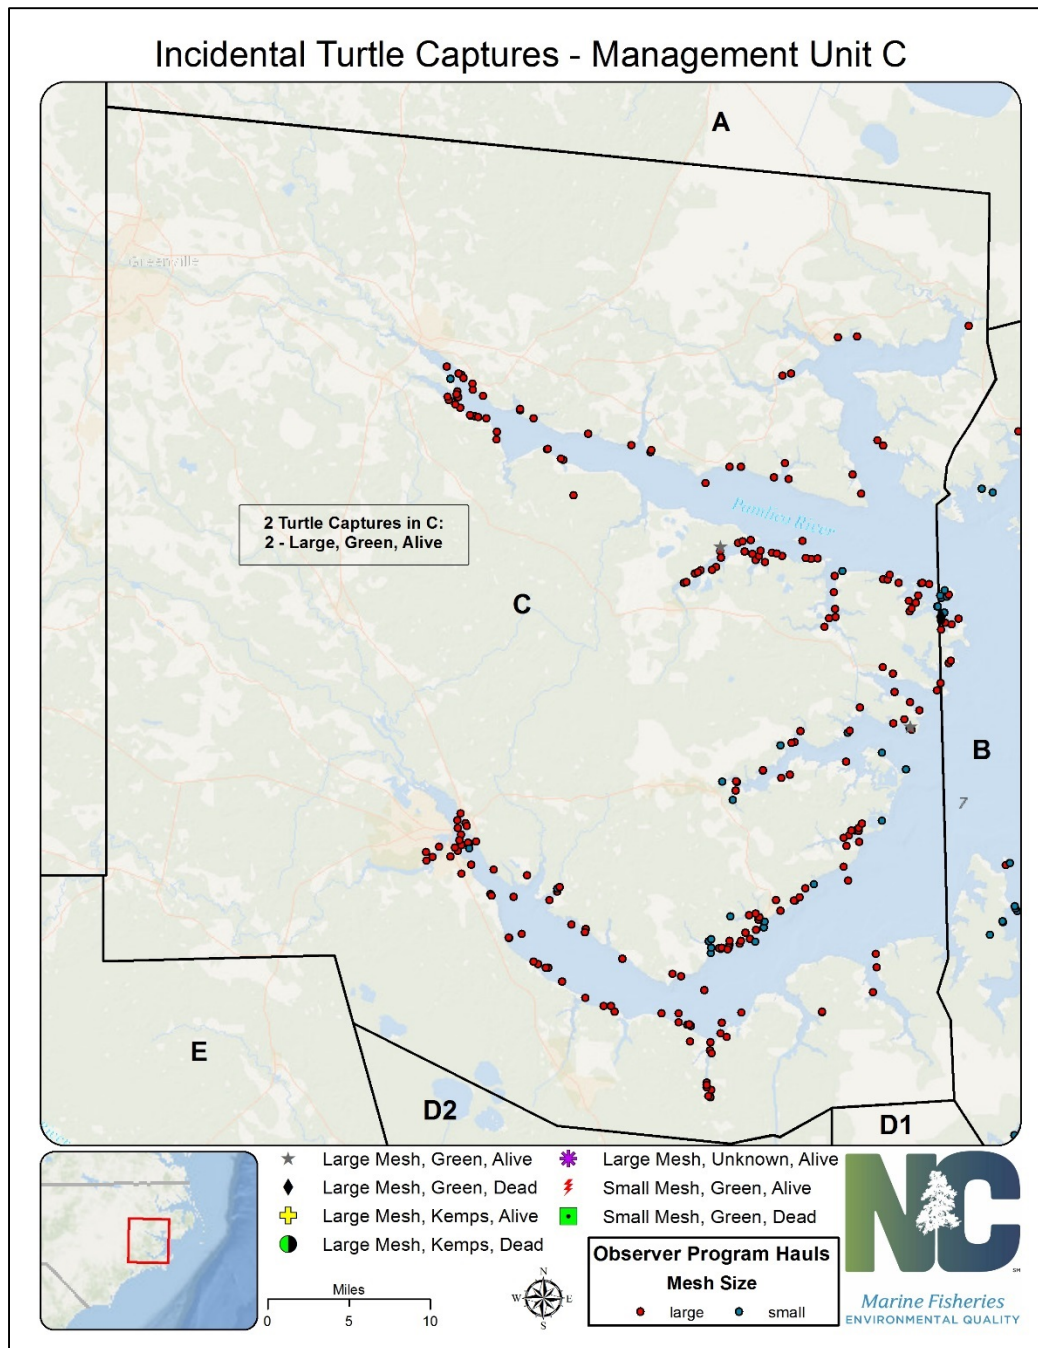 Incidental Turtle Captures - Management Unit C
A
Greenville
2 Turtle Captures in C:
2 - Large, Green, Alive
Pamlico River
C
B
7
E
D2
D1
Large Mesh, Green, Alive
Large Mesh, Green, Dead
Large Mesh, Kemps, Alive
Large Mesh, Kemps, Dead
Large Mesh, Unknown, Alive
Small Mesh, Green, Alive
Small Mesh, Green, Dead
Miles
0 5 10
N
W E
S
Observer Program Hauls
Mesh Size
large small
NC
SM
Marine Fisheries
ENVIRONMENTAL QUALITY